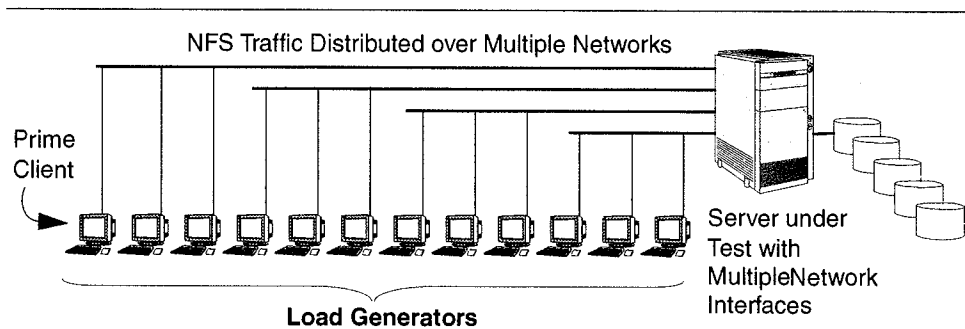 NFS Traffic Distributed over Multiple Networks
Prime
Client
Server under
Test with
MultipleNetwork
Interfaces
Load Generators